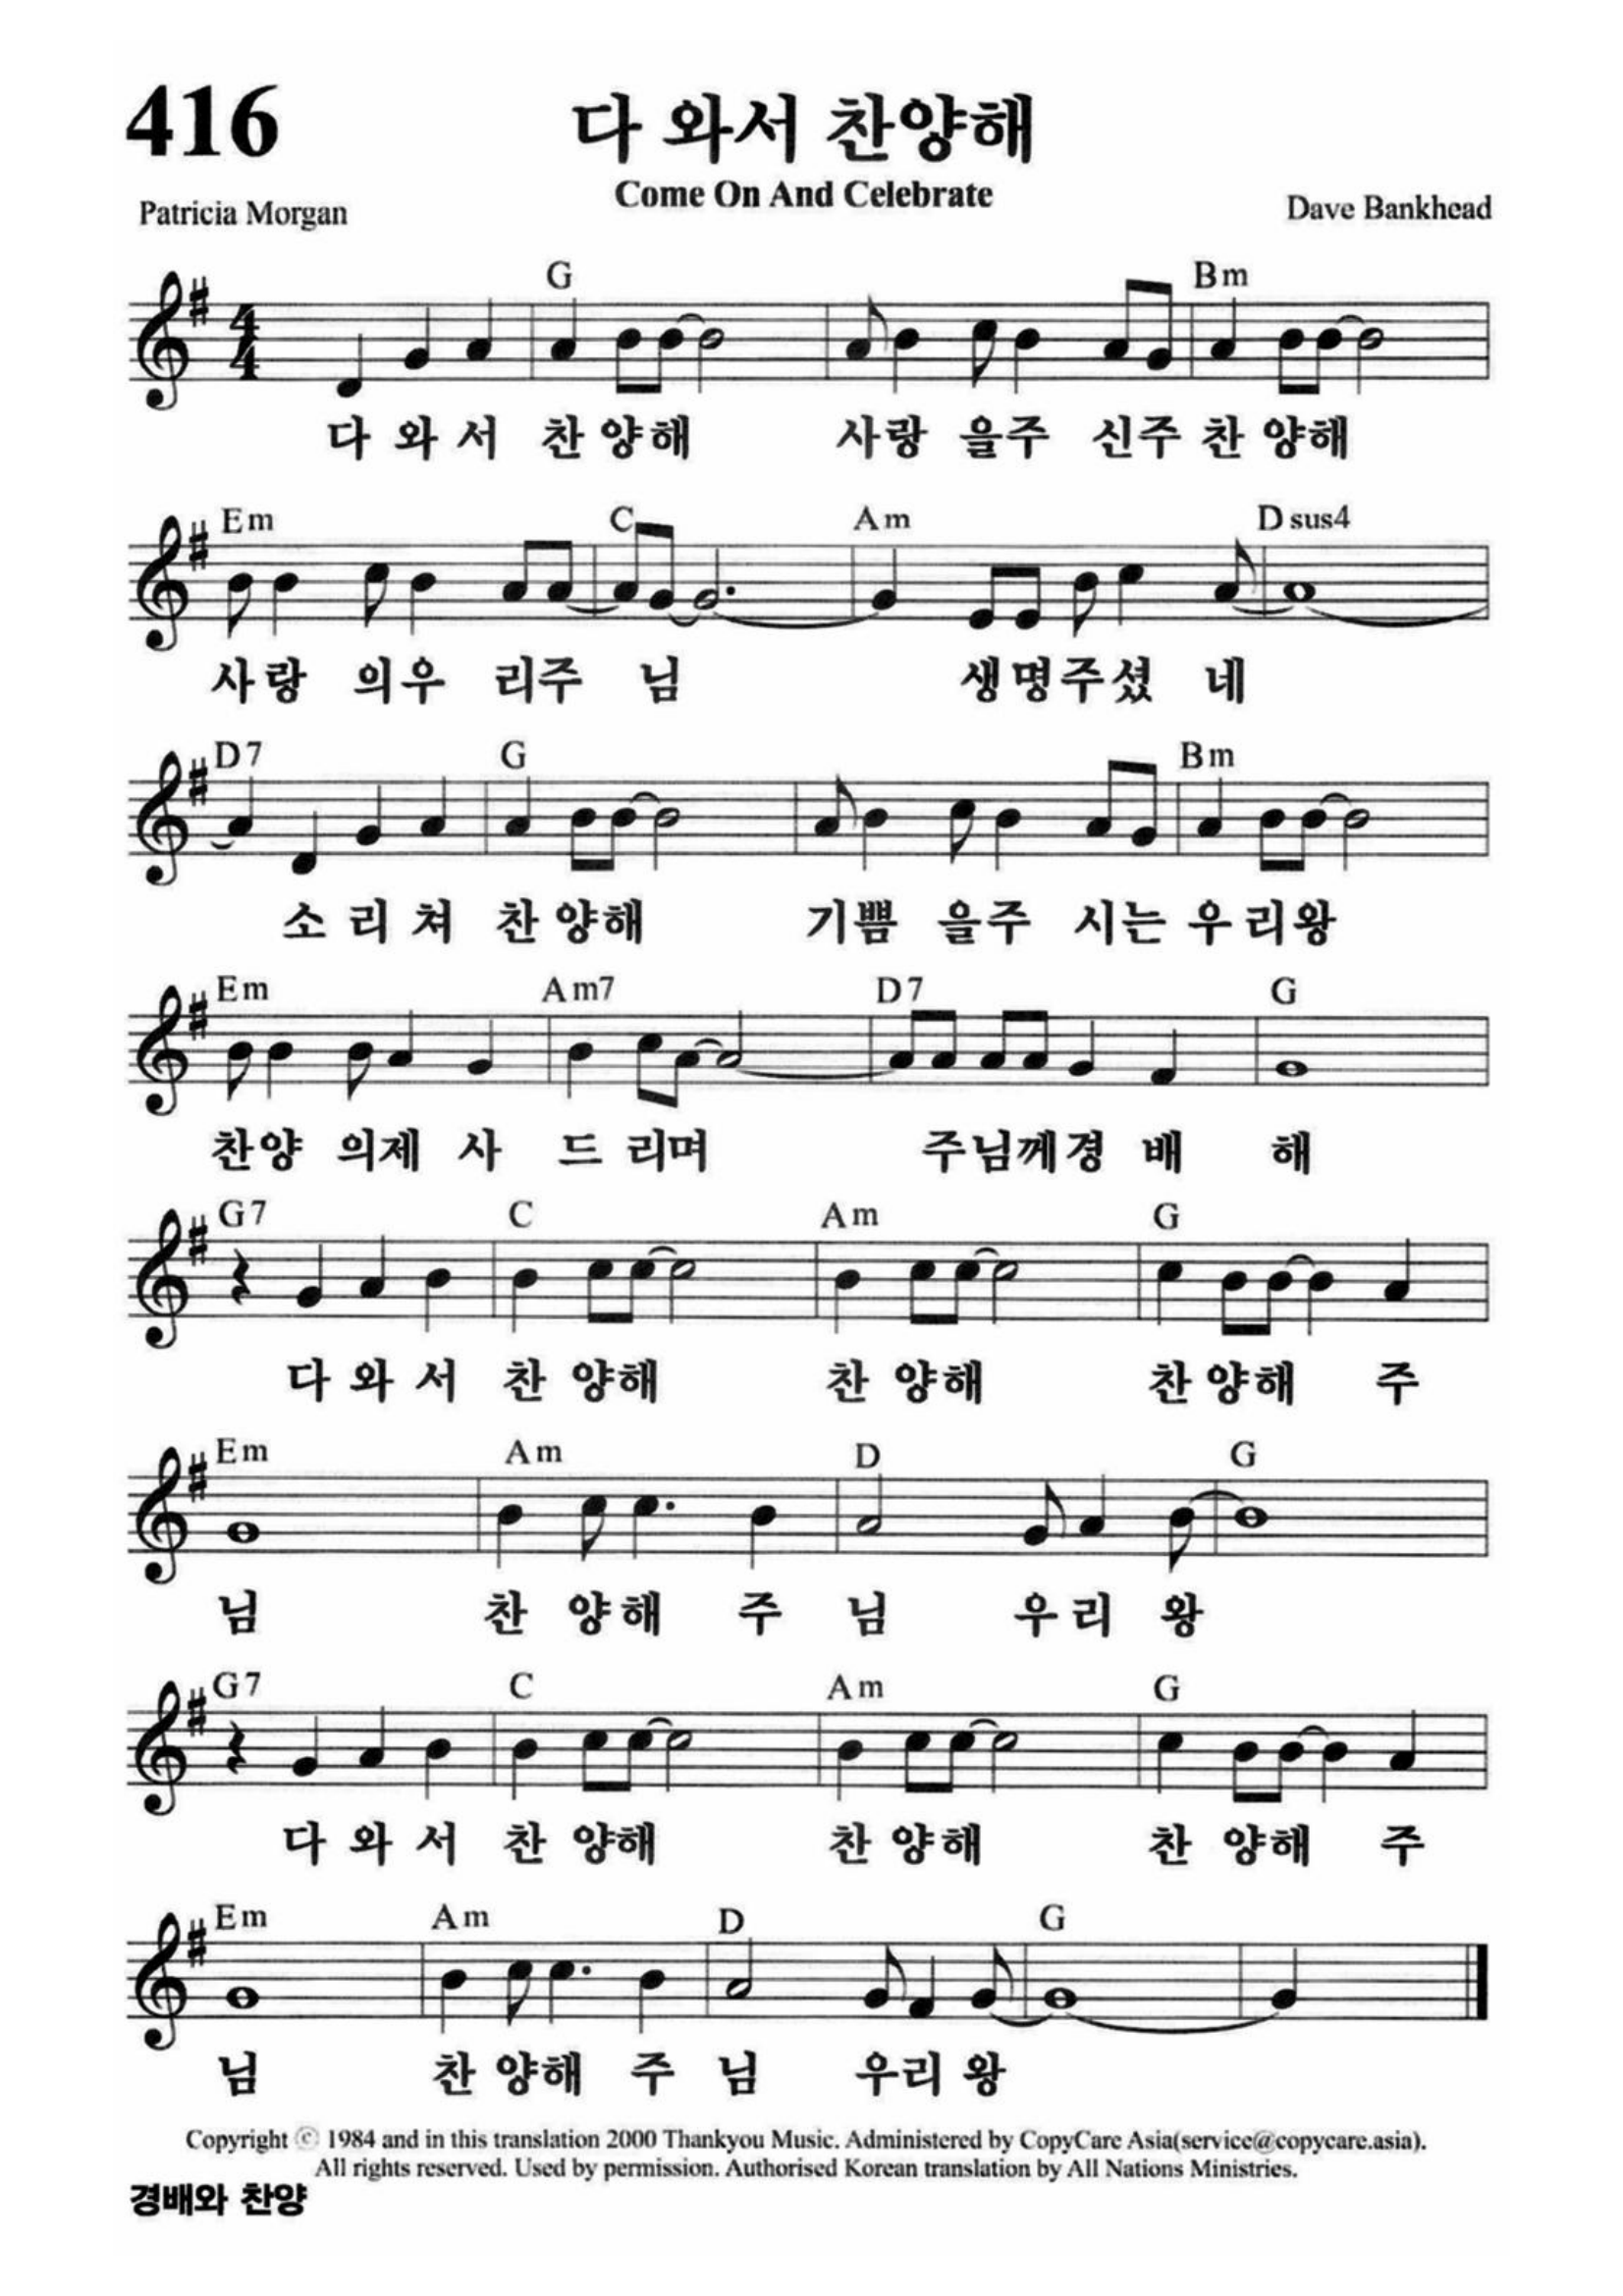 416
다 와서 찬양해
Come On And Celebrate
Patricia Morgan
Dave Bankhead
G Bm
다 와 서 찬 양해 사랑 을주 신주 찬 양해
Em C Am D sus4
사랑 의우 리주 님 생명주셨 네
D7 G Bm
소 리 쳐 찬 양해 기쁨 을주 시는 우 리왕
Em Am7 D7 G
찬양 의제 사 드 리며 주님께경 배 해
G7 C Am G
다 와 서 찬 양해 찬 양해 찬 양해 주
Em Am D G
님 찬 양해 주 님 우 리 왕
G7 C Am G
다 와 서 찬 양해 찬 양해 찬 양해 주
Em Am D G
님 찬 양해 주 님 우리 왕
Copyright ⓒ 1984 and in this translation 2000 Thankyou Music. Administered by CopyCare Asia(service@copycare.asia).
All rights reserved. Used by permission. Authorised Korean translation by All Nations Ministries.
경배와 찬양